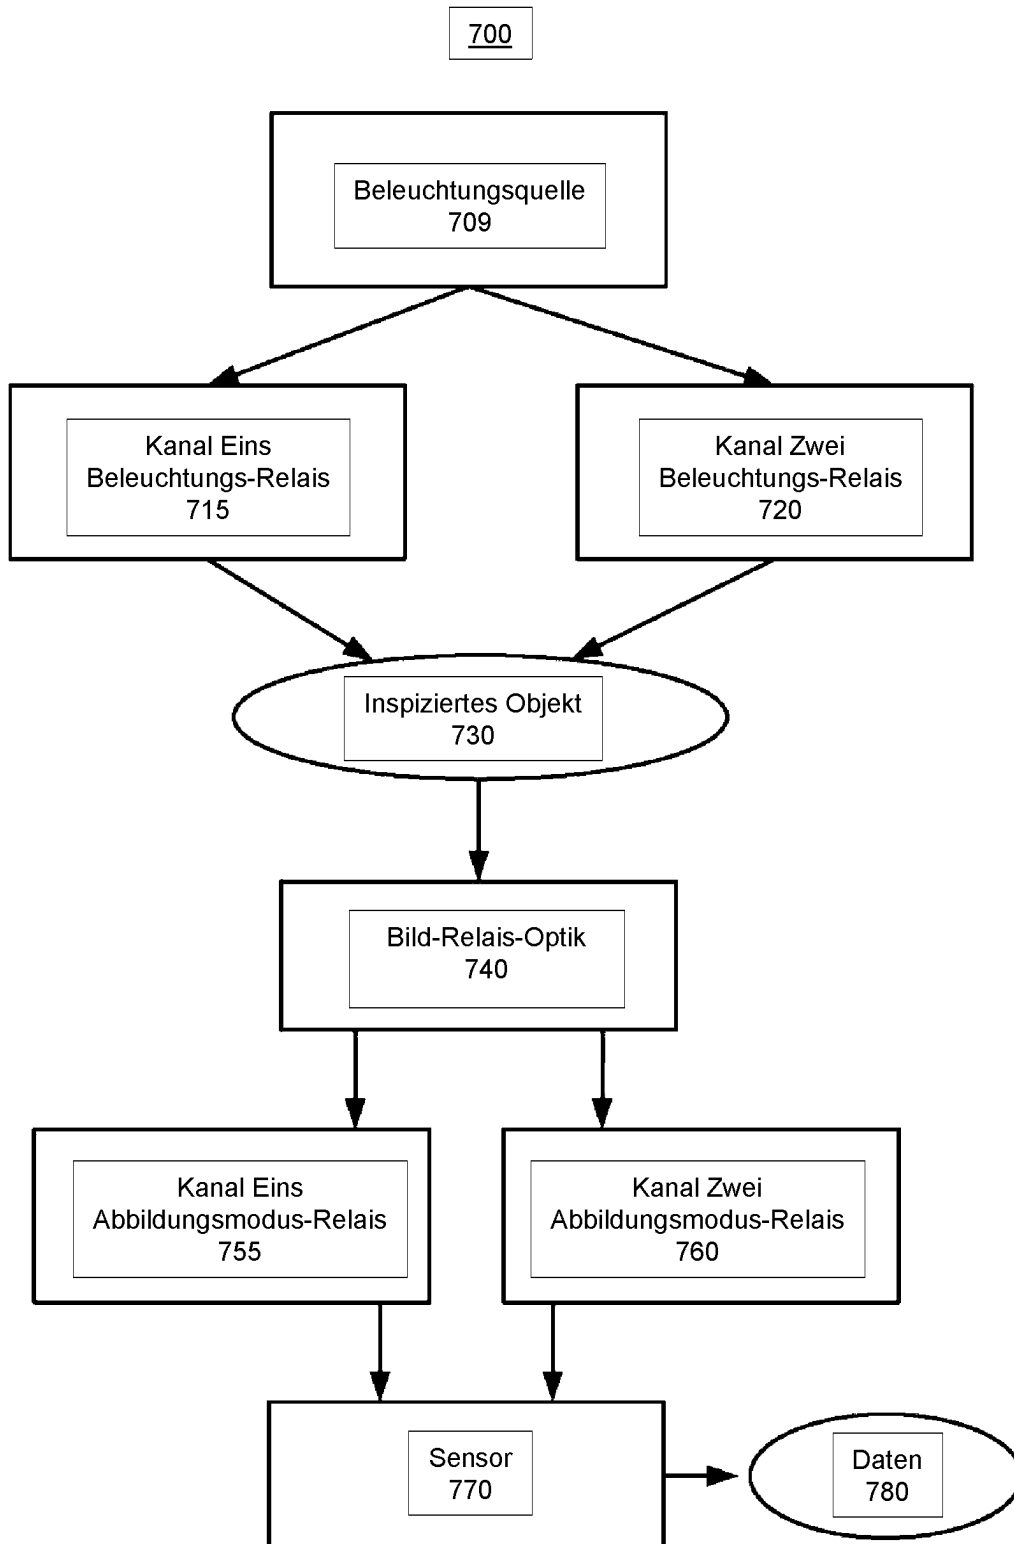 700
Beleuchtungsquelle
709
Kanal Eins
Beleuchtungs-Relais
715
Kanal Zwei
Beleuchtungs-Relais
720
Inspiziertes Objekt
730
Bild-Relais-Optik
740
Kanal Eins
Abbildungsmodus-Relais
755
Kanal Zwei
Abbildungsmodus-Relais
760
Sensor
770
Daten
780